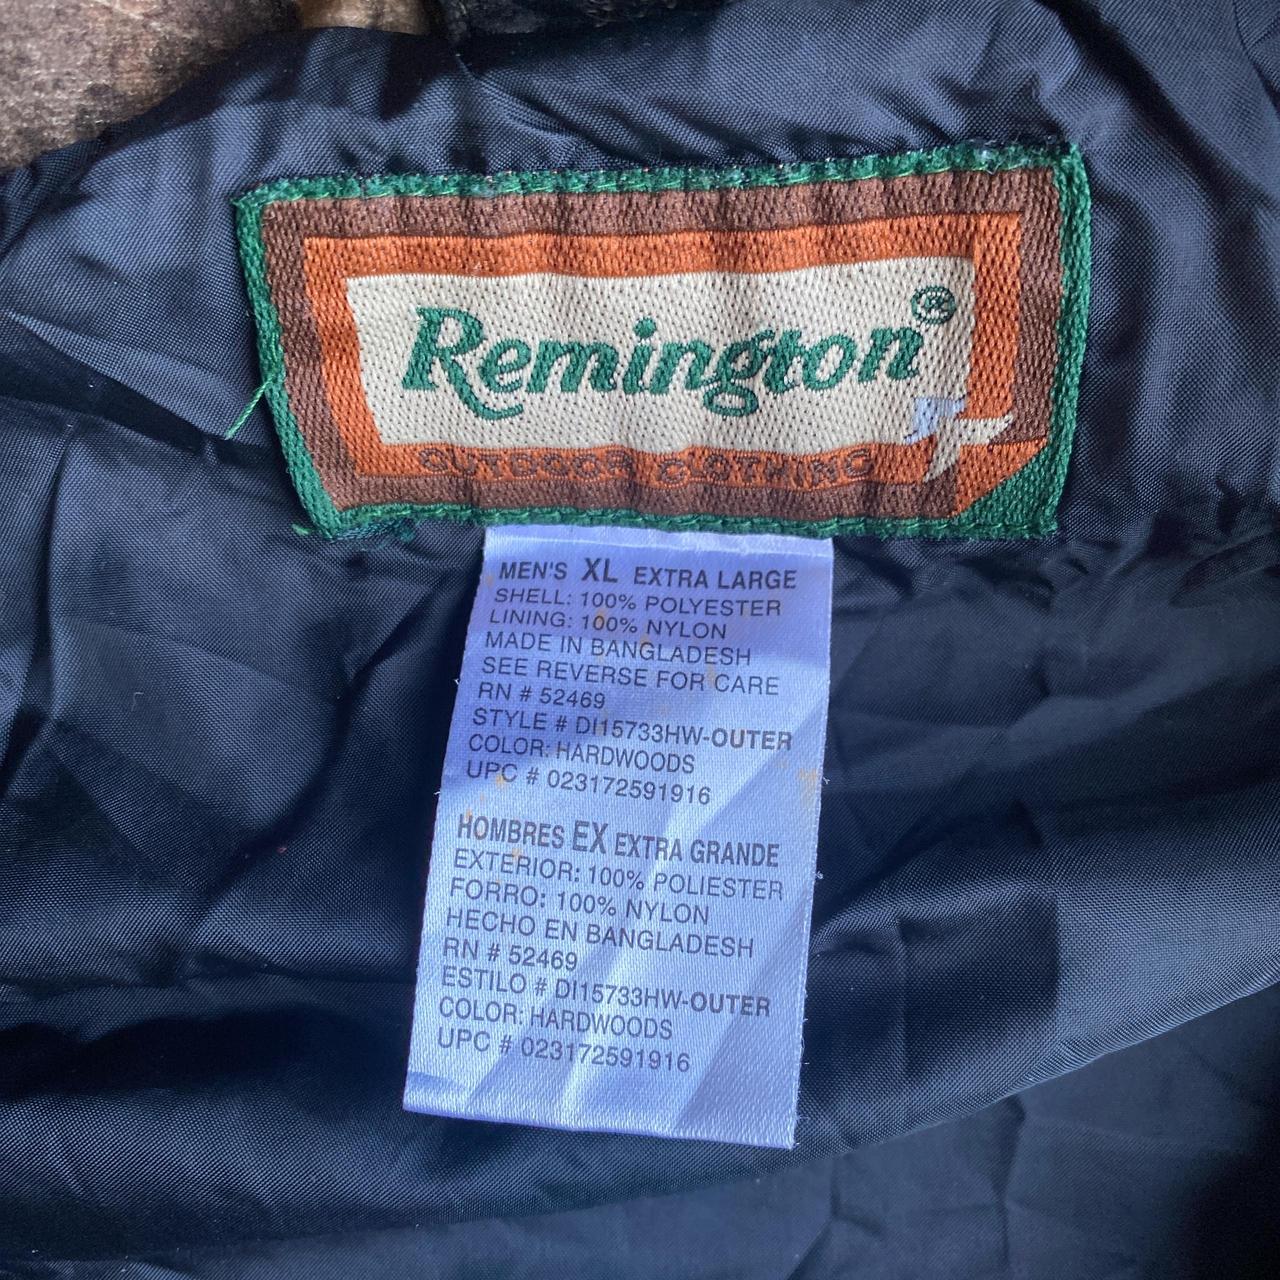 Remington®
OUTDOOR CLOTHING
MEN'S XL EXTRA LARGE
SHELL: 100% POLYESTER
LINING: 100% NYLON
MADE IN BANGLADESH
SEE REVERSE FOR CARE
RN # 52469
STYLE # DI15733HW-OUTER
COLOR: HARDWOODS
UPC # 023172591916
HOMBRES EX EXTRA GRANDE
EXTERIOR: 100% POLIESTER
FORRO: 100% NYLON
HECHO EN BANGLADESH
RN # 52469
ESTILO # DI15733HW-OUTER
COLOR: HARDWOODS
UPC # 023172591916